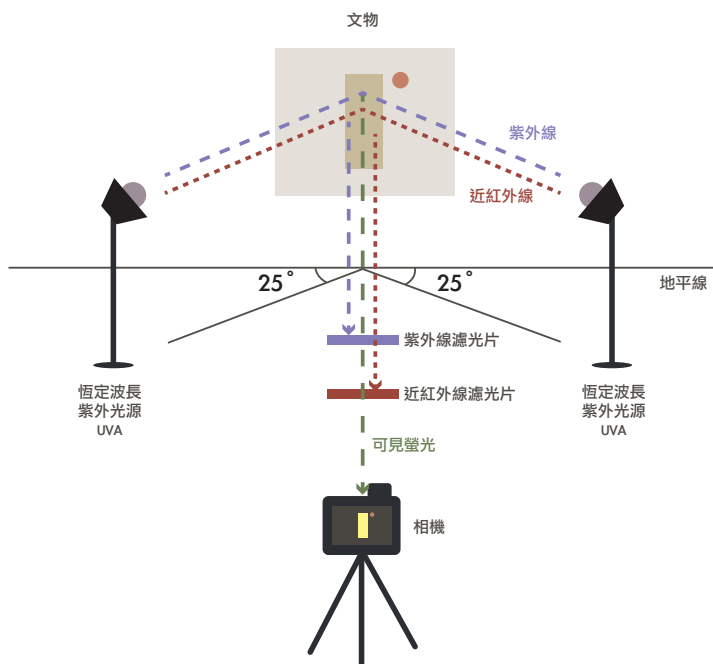 文物
紫外線
近紅外線
25°
25°
地平線
紫外線濾光片
近紅外線濾光片
恆定波長
紫外光源
UVA
恆定波長
紫外光源
UVA
可見螢光
相機